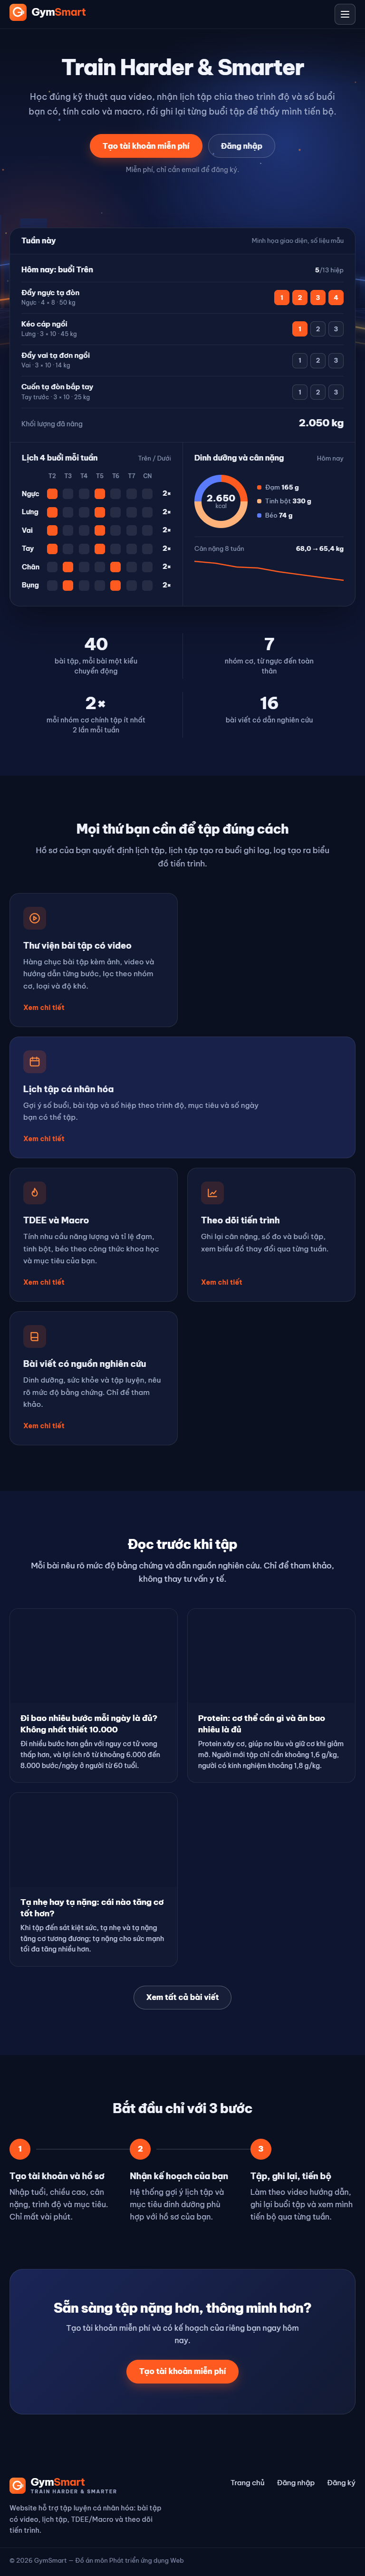 GymSmart
Train Harder & Smarter
Học đúng kỹ thuật qua video, nhận lịch tập chia theo trình độ và số buổi
bạn có, tính calo và macro, rồi ghi lại từng buổi tập để thấy mình tiến bộ.
Tạo tài khoản miễn phí
Đăng nhập
Miễn phí, chỉ cần email để đăng ký.
Tuần này
Minh họa giao diện, số liệu mẫu
Hôm nay: buổi Trên
5/13 hiệp
Đẩy ngực tạ đòn
Ngực · 4 × 8 · 50 kg
1 2 3 4
Kéo cáp ngồi
Lưng · 3 × 10 · 45 kg
1 2 3
Đẩy vai tạ đơn ngồi
Vai · 3 × 10 · 14 kg
1 2 3
Cuốn tạ đòn bắp tay
Tay trước · 3 × 10 · 25 kg
1 2 3
Khối lượng đã nâng
2.050 kg
Lịch 4 buổi mỗi tuần
Trên / Dưới
T2 T3 T4 T5 T6 T7 CN
Ngực 2×
Lưng 2×
Vai 2×
Tay 2×
Chân 2×
Bụng 2×
Dinh dưỡng và cân nặng
Hôm nay
2.650
kcal
Đạm 165 g
Tinh bột 330 g
Béo 74 g
Cân nặng 8 tuần
68,0 → 65,4 kg
40
bài tập, mỗi bài một kiểu
chuyển động
7
nhóm cơ, từ ngực đến toàn
thân
2×
mỗi nhóm cơ chính tập ít nhất
2 lần mỗi tuần
16
bài viết có dẫn nghiên cứu
Mọi thứ bạn cần để tập đúng cách
Hồ sơ của bạn quyết định lịch tập, lịch tập tạo ra buổi ghi log, log tạo ra biểu
đồ tiến trình.
Thư viện bài tập có video
Hàng chục bài tập kèm ảnh, video và
hướng dẫn từng bước, lọc theo nhóm
cơ, loại và độ khó.
Xem chi tiết
Lịch tập cá nhân hóa
Gợi ý số buổi, bài tập và số hiệp theo trình độ, mục tiêu và số ngày
bạn có thể tập.
Xem chi tiết
TDEE và Macro
Tính nhu cầu năng lượng và tỉ lệ đạm,
tinh bột, béo theo công thức khoa học
và mục tiêu của bạn.
Xem chi tiết
Theo dõi tiến trình
Ghi lại cân nặng, số đo và buổi tập,
xem biểu đồ thay đổi qua từng tuần.
Xem chi tiết
Bài viết có nguồn nghiên cứu
Dinh dưỡng, sức khỏe và tập luyện, nêu
rõ mức độ bằng chứng. Chỉ để tham
khảo.
Xem chi tiết
Đọc trước khi tập
Mỗi bài nêu rõ mức độ bằng chứng và dẫn nguồn nghiên cứu. Chỉ để tham khảo,
không thay tư vấn y tế.
Đi bao nhiêu bước mỗi ngày là đủ?
Không nhất thiết 10.000
Đi nhiều bước hơn gắn với nguy cơ tử vong
thấp hơn, và lợi ích rõ từ khoảng 6.000 đến
8.000 bước/ngày ở người từ 60 tuổi.
Protein: cơ thể cần gì và ăn bao
nhiêu là đủ
Protein xây cơ, giúp no lâu và giữ cơ khi giảm
mỡ. Người mới tập chỉ cần khoảng 1,6 g/kg,
người có kinh nghiệm khoảng 1,8 g/kg.
Tạ nhẹ hay tạ nặng: cái nào tăng cơ
tốt hơn?
Khi tập đến sát kiệt sức, tạ nhẹ và tạ nặng
tăng cơ tương đương; tạ nặng cho sức mạnh
tối đa tăng nhiều hơn.
Xem tất cả bài viết
Bắt đầu chỉ với 3 bước
1
Tạo tài khoản và hồ sơ
Nhập tuổi, chiều cao, cân
nặng, trình độ và mục tiêu.
Chỉ mất vài phút.
2
Nhận kế hoạch của bạn
Hệ thống gợi ý lịch tập và
mục tiêu dinh dưỡng phù
hợp với hồ sơ của bạn.
3
Tập, ghi lại, tiến bộ
Làm theo video hướng dẫn,
ghi lại buổi tập và xem mình
tiến bộ qua từng tuần.
Sẵn sàng tập nặng hơn, thông minh hơn?
Tạo tài khoản miễn phí và có kế hoạch của riêng bạn ngay hôm
nay.
Tạo tài khoản miễn phí
GymSmart
TRAIN HARDER & SMARTER
Website hỗ trợ tập luyện cá nhân hóa: bài tập
có video, lịch tập, TDEE/Macro và theo dõi
tiến trình.
Trang chủ
Đăng nhập
Đăng ký
© 2026 GymSmart — Đồ án môn Phát triển ứng dụng Web